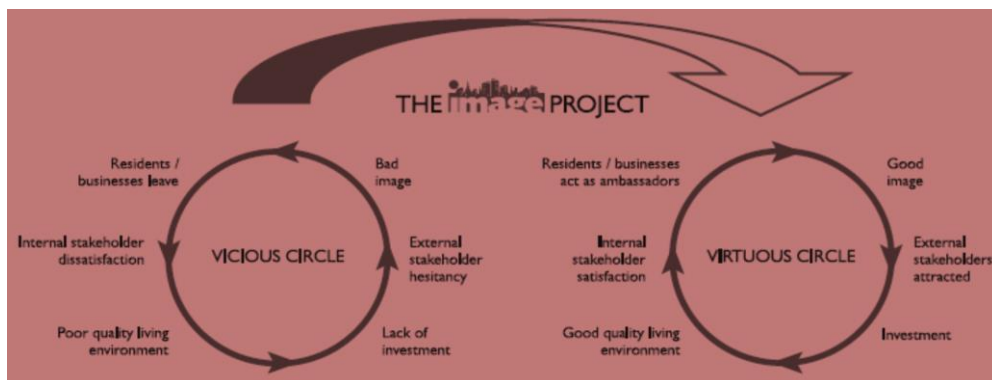 THE image PROJECT
Residents /
businesses leave
Bad
image
Internal stakeholder
dissatisfaction
VICIOUS CIRCLE
External
stakeholder
hesitancy
Poor quality living
environment
Lack of
investment
Residents / businesses
act as ambassadors
Good
image
Internal
stakeholder
satisfaction
VIRTUOUS CIRCLE
External
stakeholders
attracted
Good quality living
environment
Investment